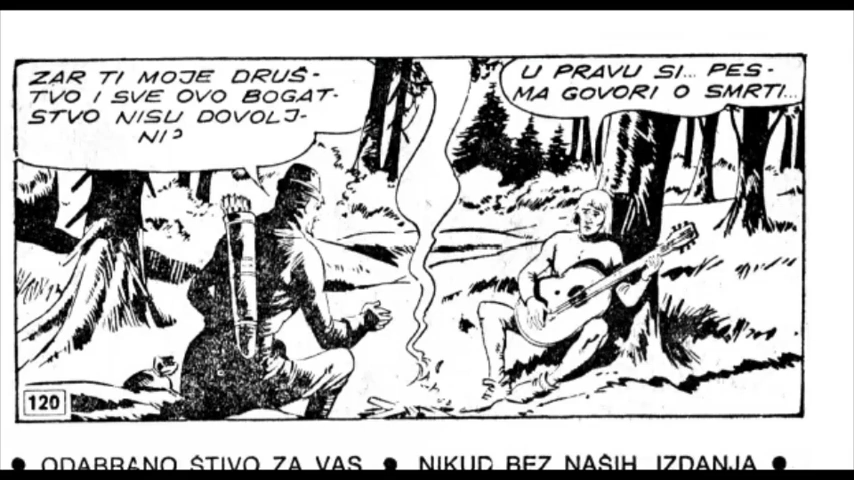 ZAR TI MOJE DRUŠ-
TVO I SVE OVO BOGAT-
STVO NISU DOVOLJ-
NI?
U PRAVU SI... PES-
MA GOVORI O SMRTI...
120
● ODABRANO ŠTIVO ZA VAS ● NIKUD BEZ NAŠIH IZDANJA ●